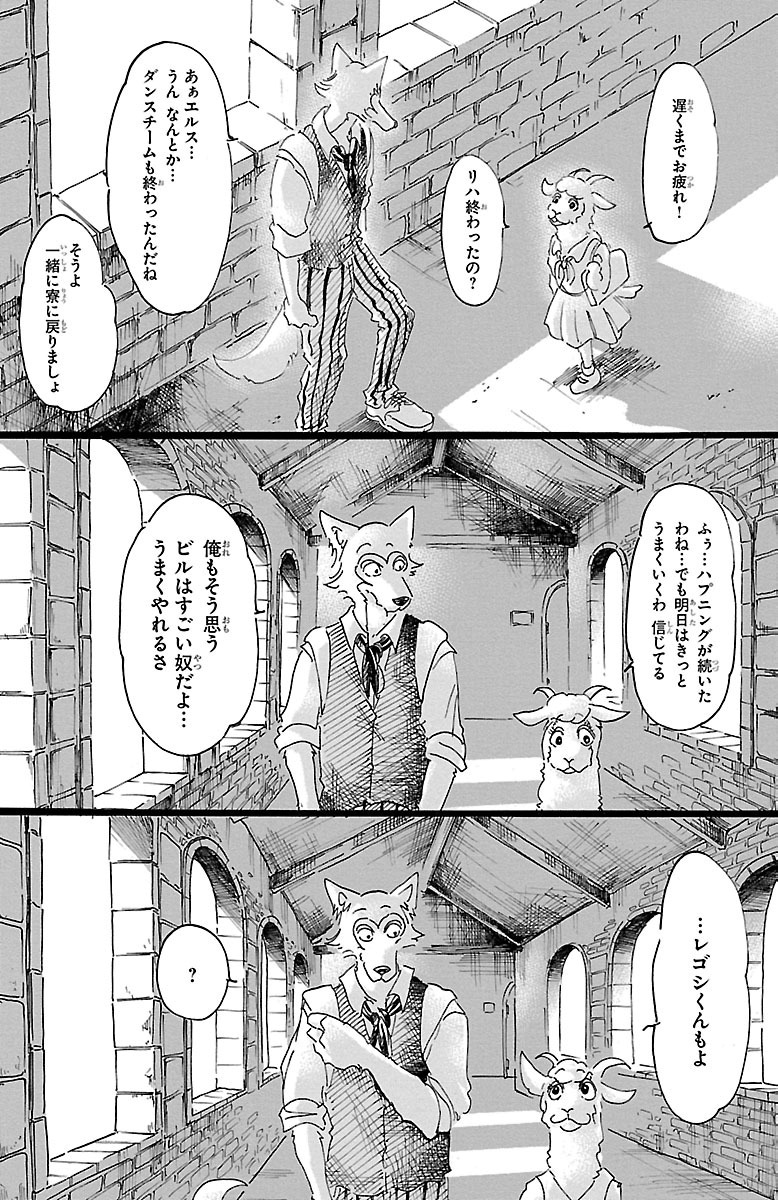 遅くまでお疲れ!
リハ終わったの?
あぁエルス…
うん なんとか…
ダンスチームも終わったんだね
そうよ
一緒に寮に戻りましょ
ふぅ…ハプニングが続いた
わね…でも明日はきっと
うまくいくわ 信じてる
俺もそう思う
ビルはすごい奴だよ…
うまくやれるさ
…レゴシくんもよ
?